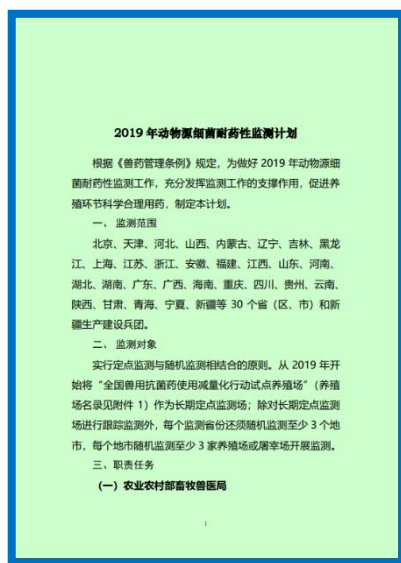 2019 年动物源细菌耐药性监测计划
根据《兽药管理条例》规定，为做好 2019 年动物源细
菌耐药性监测工作，充分发挥监测工作的支撑作用，促进养
殖环节科学合理用药，制定本计划。
一、 监测范围
北京、天津、河北、山西、内蒙古、辽宁、吉林、黑龙
江、上海、江苏、浙江、安徽、福建、江西、山东、河南、
湖北、湖南、广东、广西、海南、重庆、四川、贵州、云南、
陕西、甘肃、青海、宁夏、新疆等 30 个省（区、市）和新
疆生产建设兵团。
二、 监测对象
实行定点监测与随机监测相结合的原则。从 2019 年开
始将“全国兽用抗菌药使用减量化行动试点养殖场”（养殖
场名录见附件 1）作为长期定点监测场；除对长期定点监测
场进行跟踪监测外，每个监测省份还须随机监测至少 3 个地
市，每个地市随机监测至少 3 家养殖场或屠宰场开展监测。
三、职责任务
（一）农业农村部畜牧兽医局
1